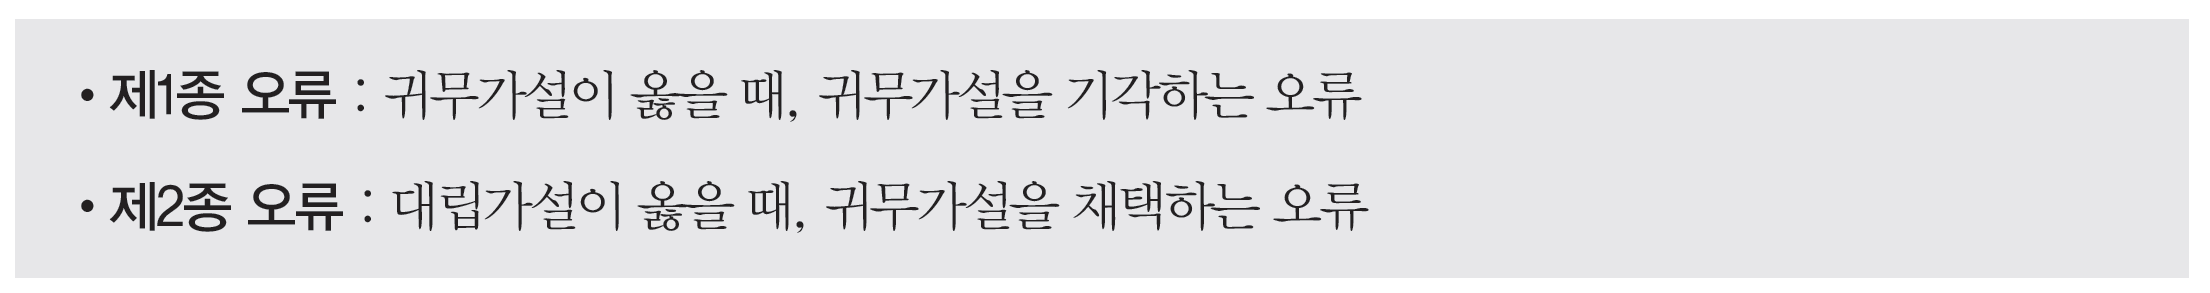 • 제1종 오류 : 귀무가설이 옳을 때, 귀무가설을 기각하는 오류
• 제2종 오류 : 대립가설이 옳을 때, 귀무가설을 채택하는 오류